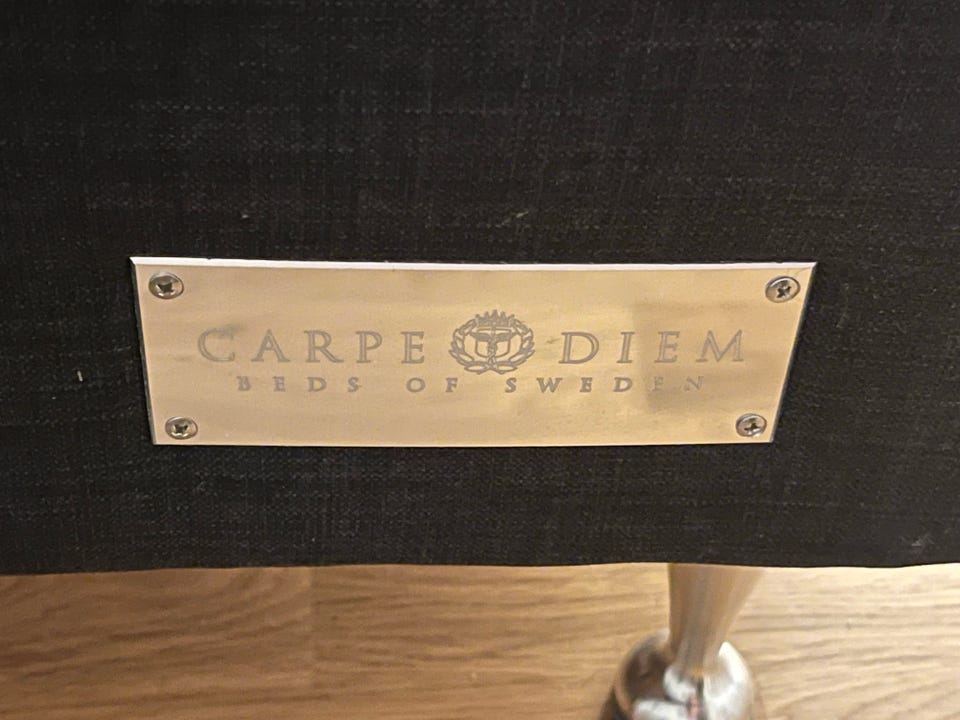 CARPE DIEM
BEDS OF SWEDEN